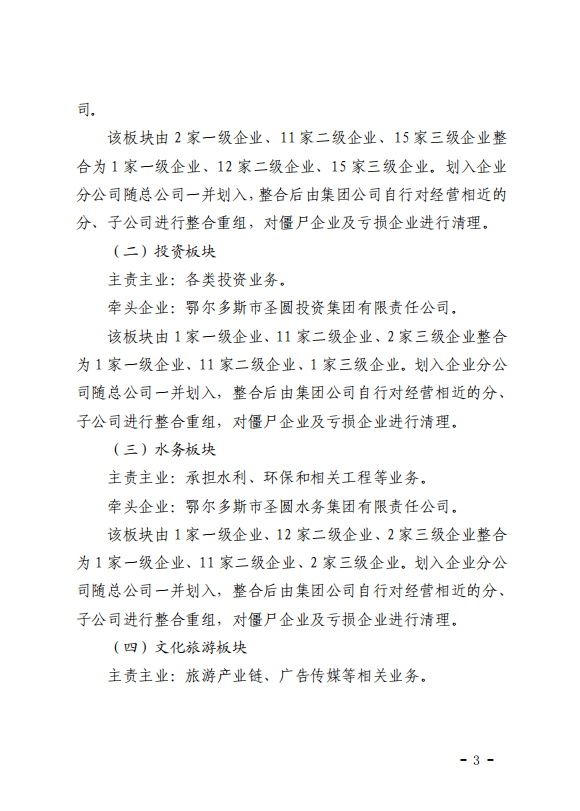 司。
该板块由 2 家一级企业、11 家二级企业、15 家三级企业整
合为 1 家一级企业、12 家二级企业、15 家三级企业。划入企业
分公司随总公司一并划入，整合后由集团公司自行对经营相近的
分、子公司进行整合重组，对僵尸企业及亏损企业进行清理。
（二）投资板块
主责主业：各类投资业务。
牵头企业：鄂尔多斯市圣圆投资集团有限责任公司。
该板块由 1 家一级企业、11 家二级企业、2 家三级企业整合
为 1 家一级企业、11 家二级企业、1 家三级企业。划入企业分公
司随总公司一并划入，整合后由集团公司自行对经营相近的分、
子公司进行整合重组，对僵尸企业及亏损企业进行清理。
（三）水务板块
主责主业：承担水利、环保和相关工程等业务。
牵头企业：鄂尔多斯市圣圆水务集团有限责任公司。
该板块由 1 家一级企业、12 家二级企业、2 家三级企业整合
为 1 家一级企业、11 家二级企业、2 家三级企业。划入企业分公
司随总公司一并划入，整合后由集团公司自行对经营相近的分、
子公司进行整合重组，对僵尸企业及亏损企业进行清理。
（四）文化旅游板块
主责主业：旅游产业链、广告传媒等相关业务。
- 3 -